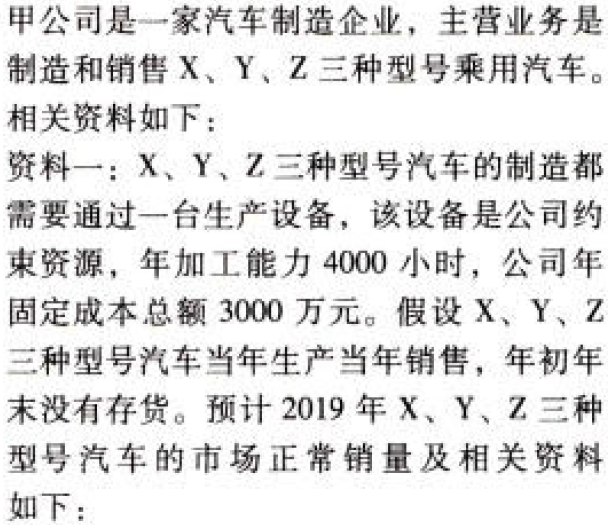 甲公司是一家汽车制造企业，主营业务是
制造和销售 X、Y、Z 三种型号乘用汽车。
相关资料如下：
资料一：X、Y、Z 三种型号汽车的制造都
需要通过一台生产设备，该设备是公司约
束资源，年加工能力 4000 小时，公司年
固定成本总额 3000 万元。假设 X、Y、Z
三种型号汽车当年生产当年销售，年初年
末没有存货。预计 2019 年 X、Y、Z 三种
型号汽车的市场正常销量及相关资料
如下：